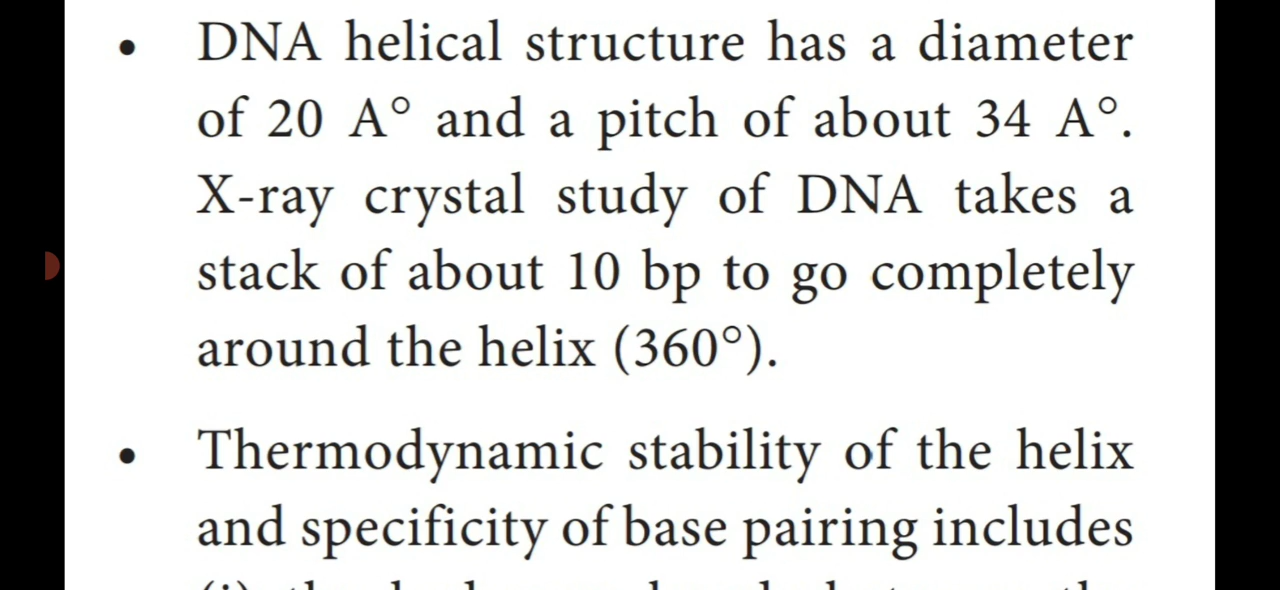 • DNA helical structure has a diameter
of 20 A° and a pitch of about 34 A°.
X-ray crystal study of DNA takes a
stack of about 10 bp to go completely
around the helix (360°).
• Thermodynamic stability of the helix
and specificity of base pairing includes